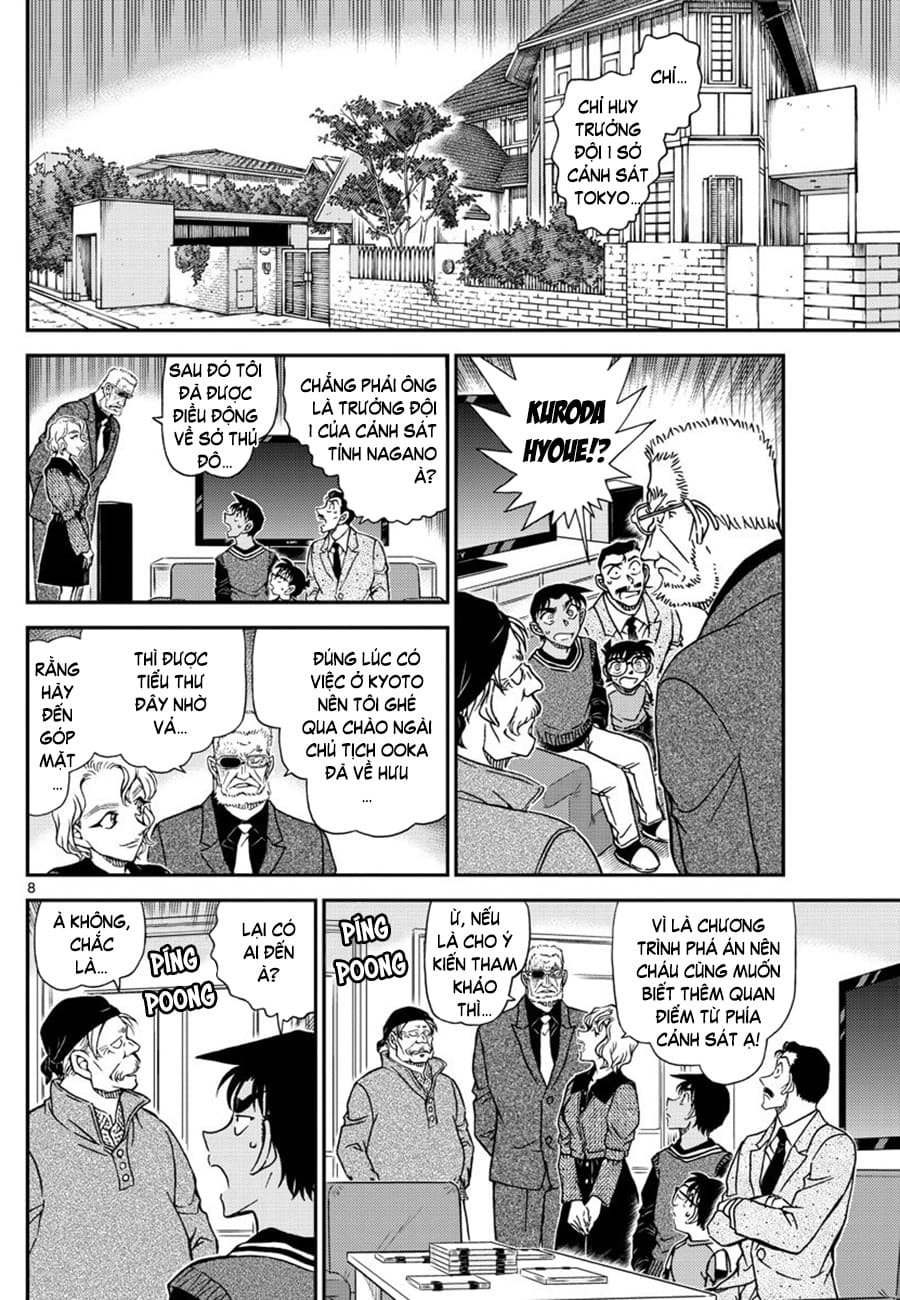 CHỈ...
CHỈ HUY
TRƯỞNG
ĐỘI 1 SỞ
CẢNH SÁT
TOKYO...
KURODA
HYOUE!?
CHẲNG PHẢI ÔNG
LÀ TRƯỞNG ĐỘI
1 CỦA CẢNH SÁT
TỈNH NAGANO
À?
SAU ĐÓ TÔI
ĐÃ ĐƯỢC
ĐIỀU ĐỘNG
VỀ SỞ THỦ
ĐÔ...
ĐÚNG LÚC CÓ
VIỆC Ở KYOTO
NÊN TÔI GHÉ
QUA CHÀO NGÀI
CHỦ TỊCH OOKA
ĐÃ VỀ HƯU
...
THÌ ĐƯỢC
TIỂU THƯ
ĐÂY NHỜ
VẢ...
RẰNG
HÃY
ĐẾN
GÓP
MẶT
...
8
VÌ LÀ CHƯƠNG
TRÌNH PHÁ ÁN NÊN
CHÁU CŨNG MUỐN
BIẾT THÊM QUAN
ĐIỂM TỪ PHÍA
CẢNH SÁT Ạ!
Ừ, NẾU
LÀ CHO Ý
KIẾN THAM
KHẢO
THÌ...
PÍNG
POONG
LẠI CÓ
AI ĐẾN
À?
PÍNG
POONG
À KHÔNG,
CHẮC
LÀ...